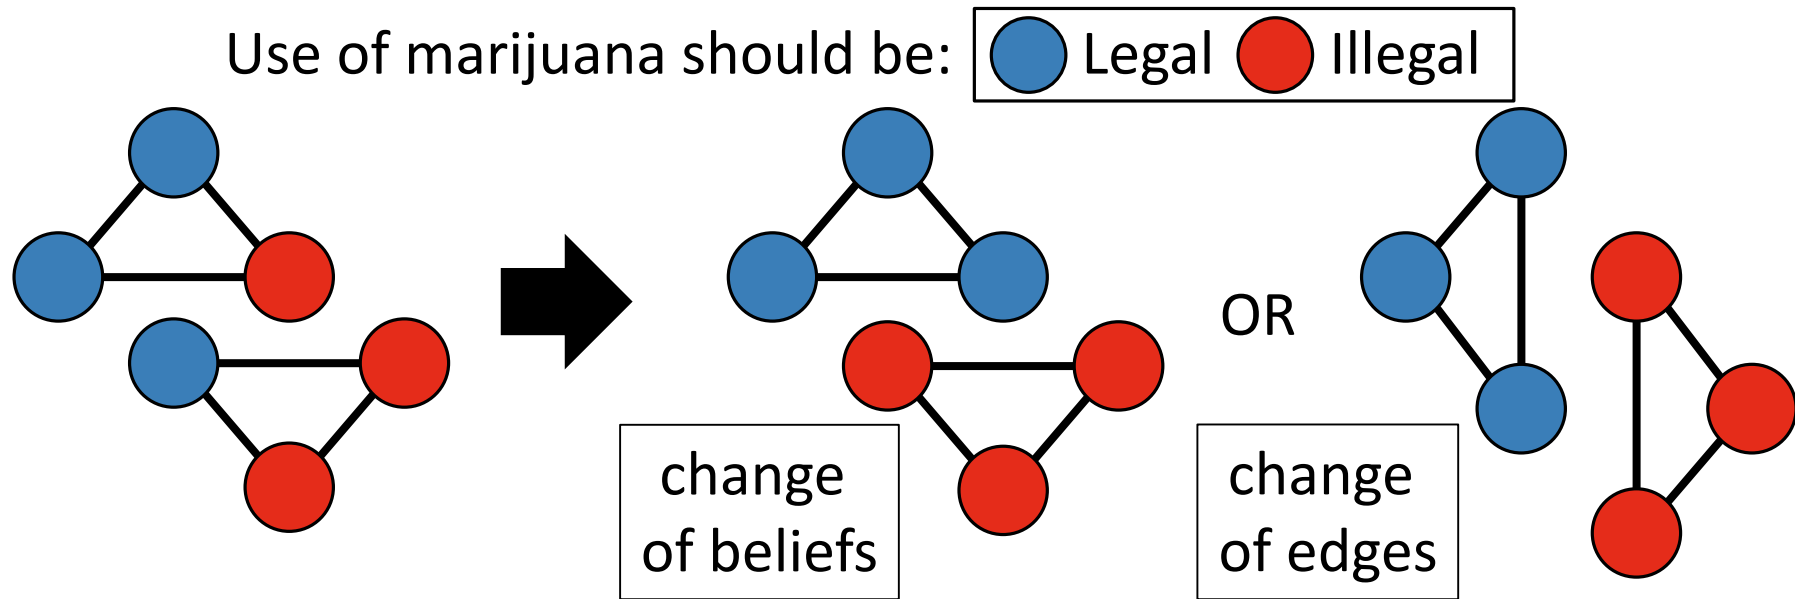 Use of marijuana should be: Legal Illegal
OR
change
of beliefs
change
of edges